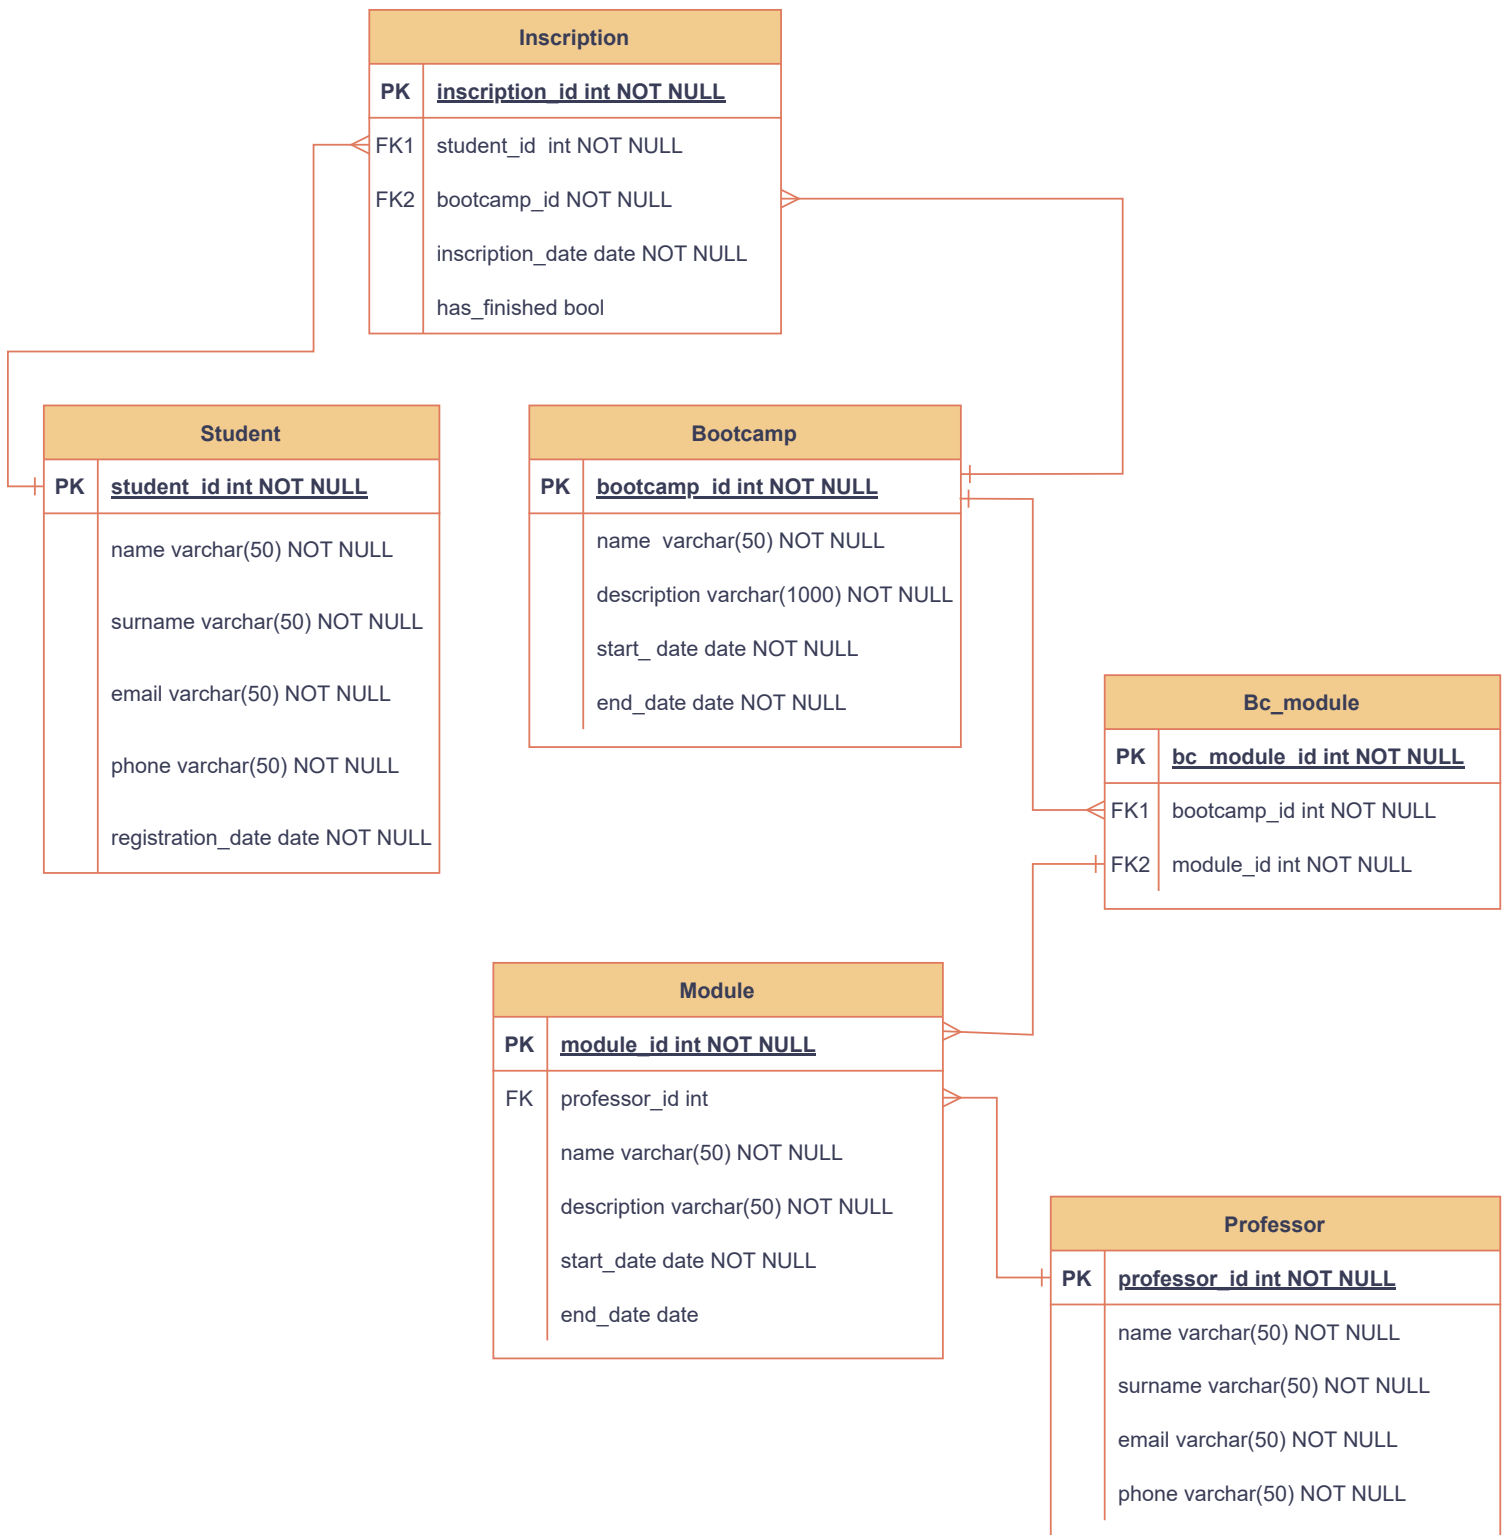 Inscription
PK inscription_id int NOT NULL
FK1 student_id int NOT NULL
FK2 bootcamp_id NOT NULL
inscription_date date NOT NULL
has_finished bool
Student
PK student_id int NOT NULL
name varchar(50) NOT NULL
surname varchar(50) NOT NULL
email varchar(50) NOT NULL
phone varchar(50) NOT NULL
registration_date date NOT NULL
Bootcamp
PK bootcamp_id int NOT NULL
name varchar(50) NOT NULL
description varchar(1000) NOT NULL
start_ date date NOT NULL
end_date date NOT NULL
Bc_module
PK bc_module_id int NOT NULL
FK1 bootcamp_id int NOT NULL
FK2 module_id int NOT NULL
Module
PK module_id int NOT NULL
FK professor_id int
name varchar(50) NOT NULL
description varchar(50) NOT NULL
start_date date NOT NULL
end_date date
Professor
PK professor_id int NOT NULL
name varchar(50) NOT NULL
surname varchar(50) NOT NULL
email varchar(50) NOT NULL
phone varchar(50) NOT NULL